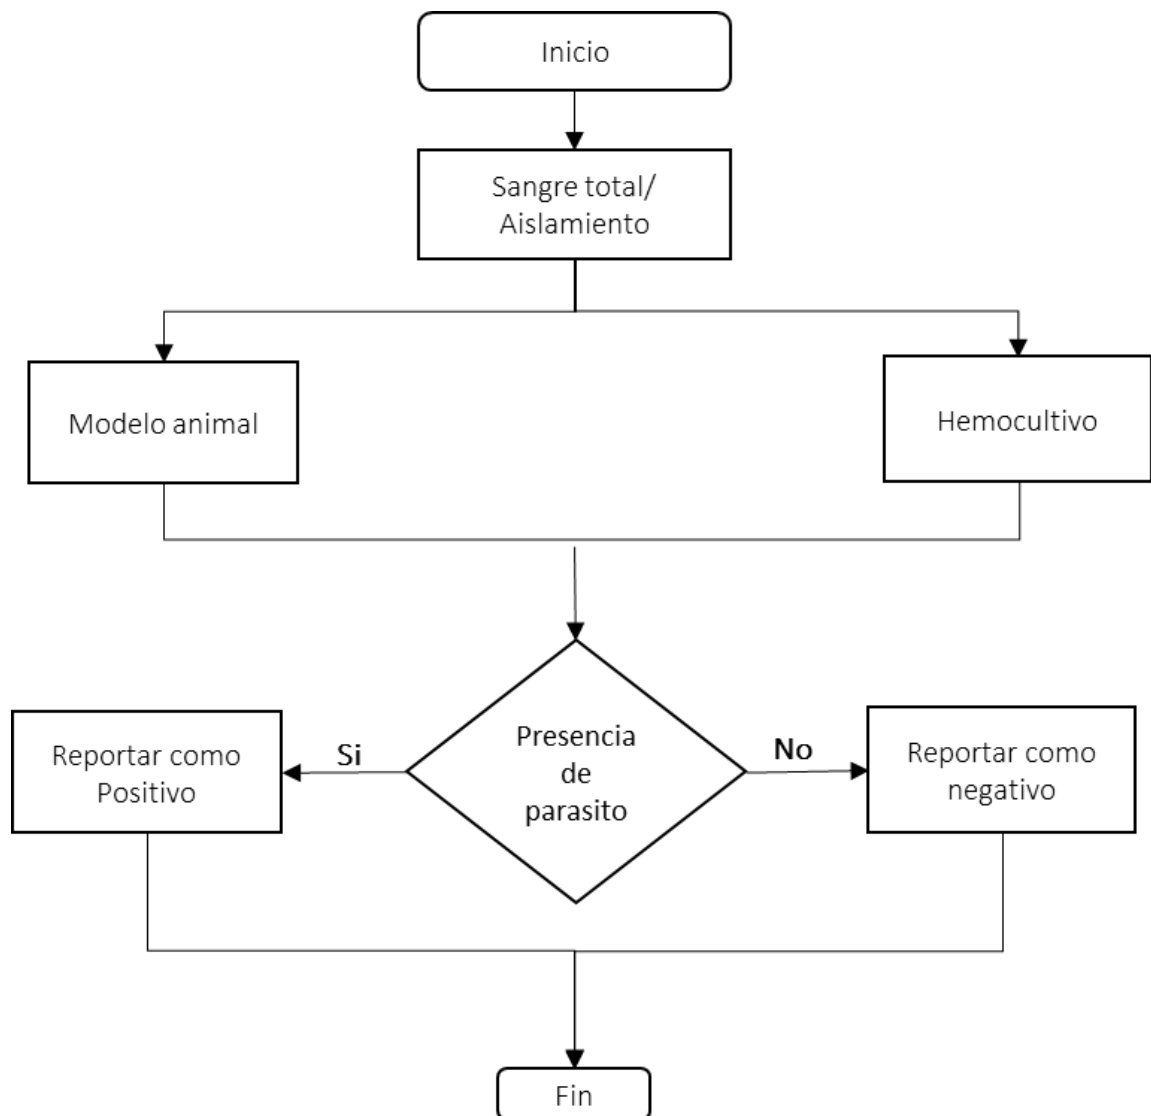 Inicio
Sangre total/
Aislamiento
Modelo animal
Hemocultivo
Presencia
de
parasito
Si
No
Reportar como
Positivo
Reportar como
negativo
Fin